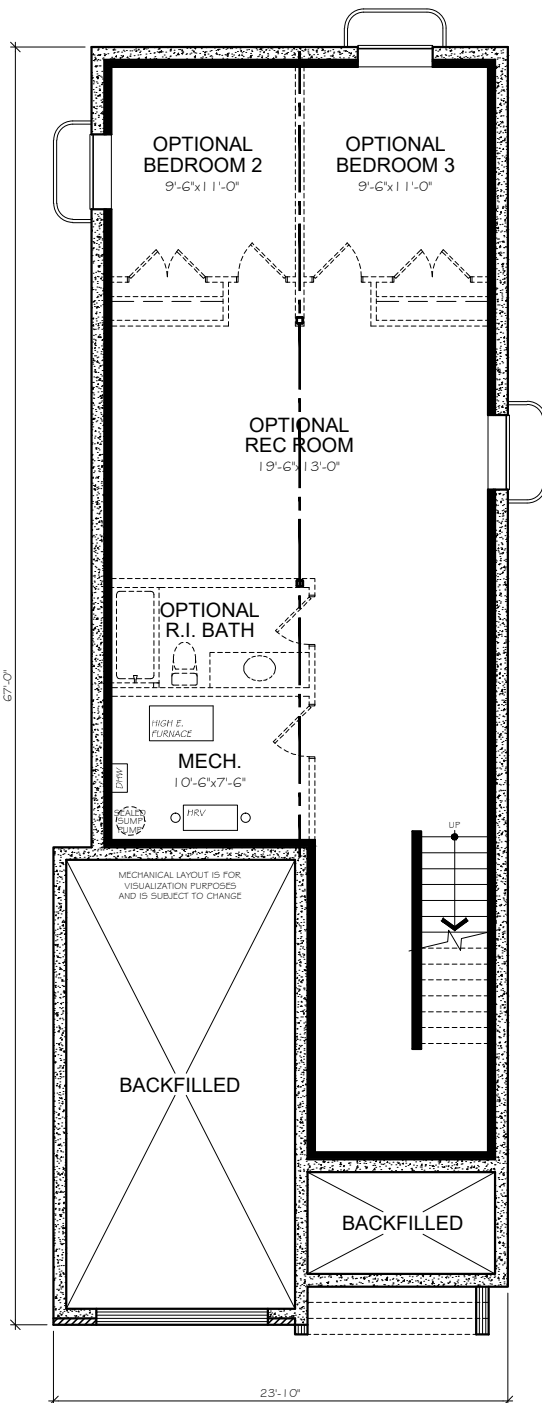 OPTIONAL
BEDROOM 2
9'-6"x11'-0"
OPTIONAL
BEDROOM 3
9'-6"x11'-0"
OPTIONAL
REC ROOM
19'-6"x13'-0"
67'-0"
OPTIONAL
R.I. BATH
HIGH E.
FURNACE
MECH.
10'-6"x7'-6"
DHW
SEALED
SUMP
PUMP
HRV
UP
MECHANICAL LAYOUT IS FOR
VISUALIZATION PURPOSES
AND IS SUBJECT TO CHANGE
BACKFILLED
BACKFILLED
23'-10"